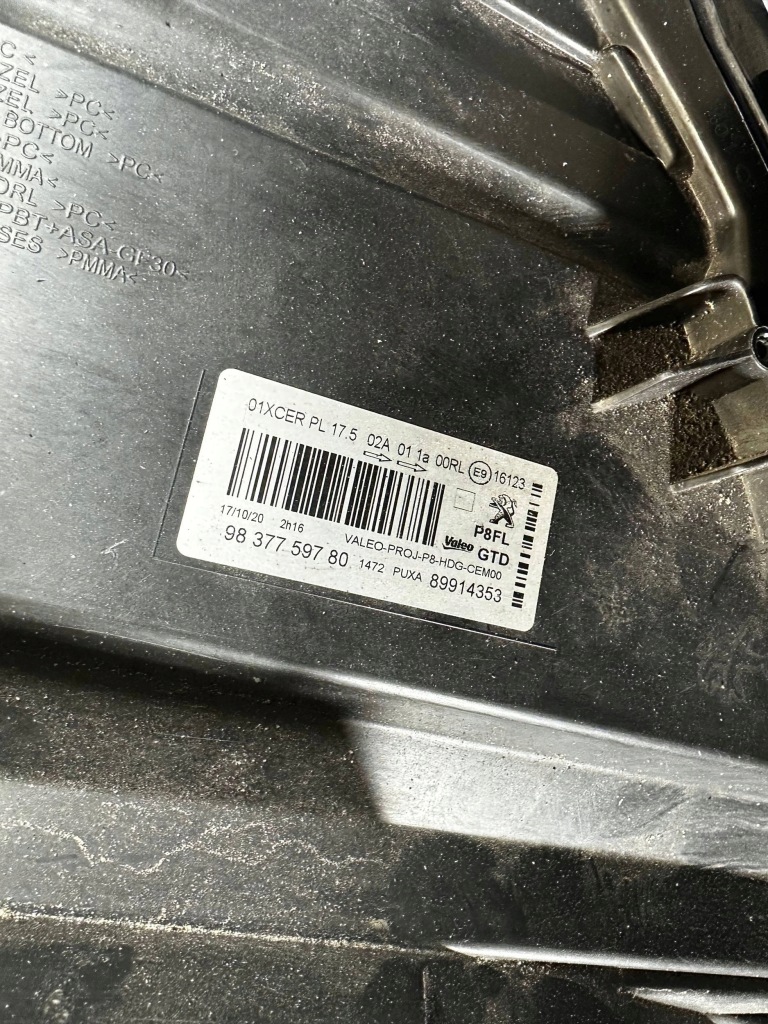 C <
ZEL >PC<
ZEL >PC<
BOTTOM >PC<
>PC<
MMA<
DRL >PC<
PBT+ASA-GF30<
SES >PMMA<
01XCER PL 17.5 02A 01 1a 00RL E9 16123
17/10/20 2h16
P8FL
VALEO-PROJ-P8-HDG-CEM00
Valeo GTD
98 377 597 80 1472 PUXA 89914353